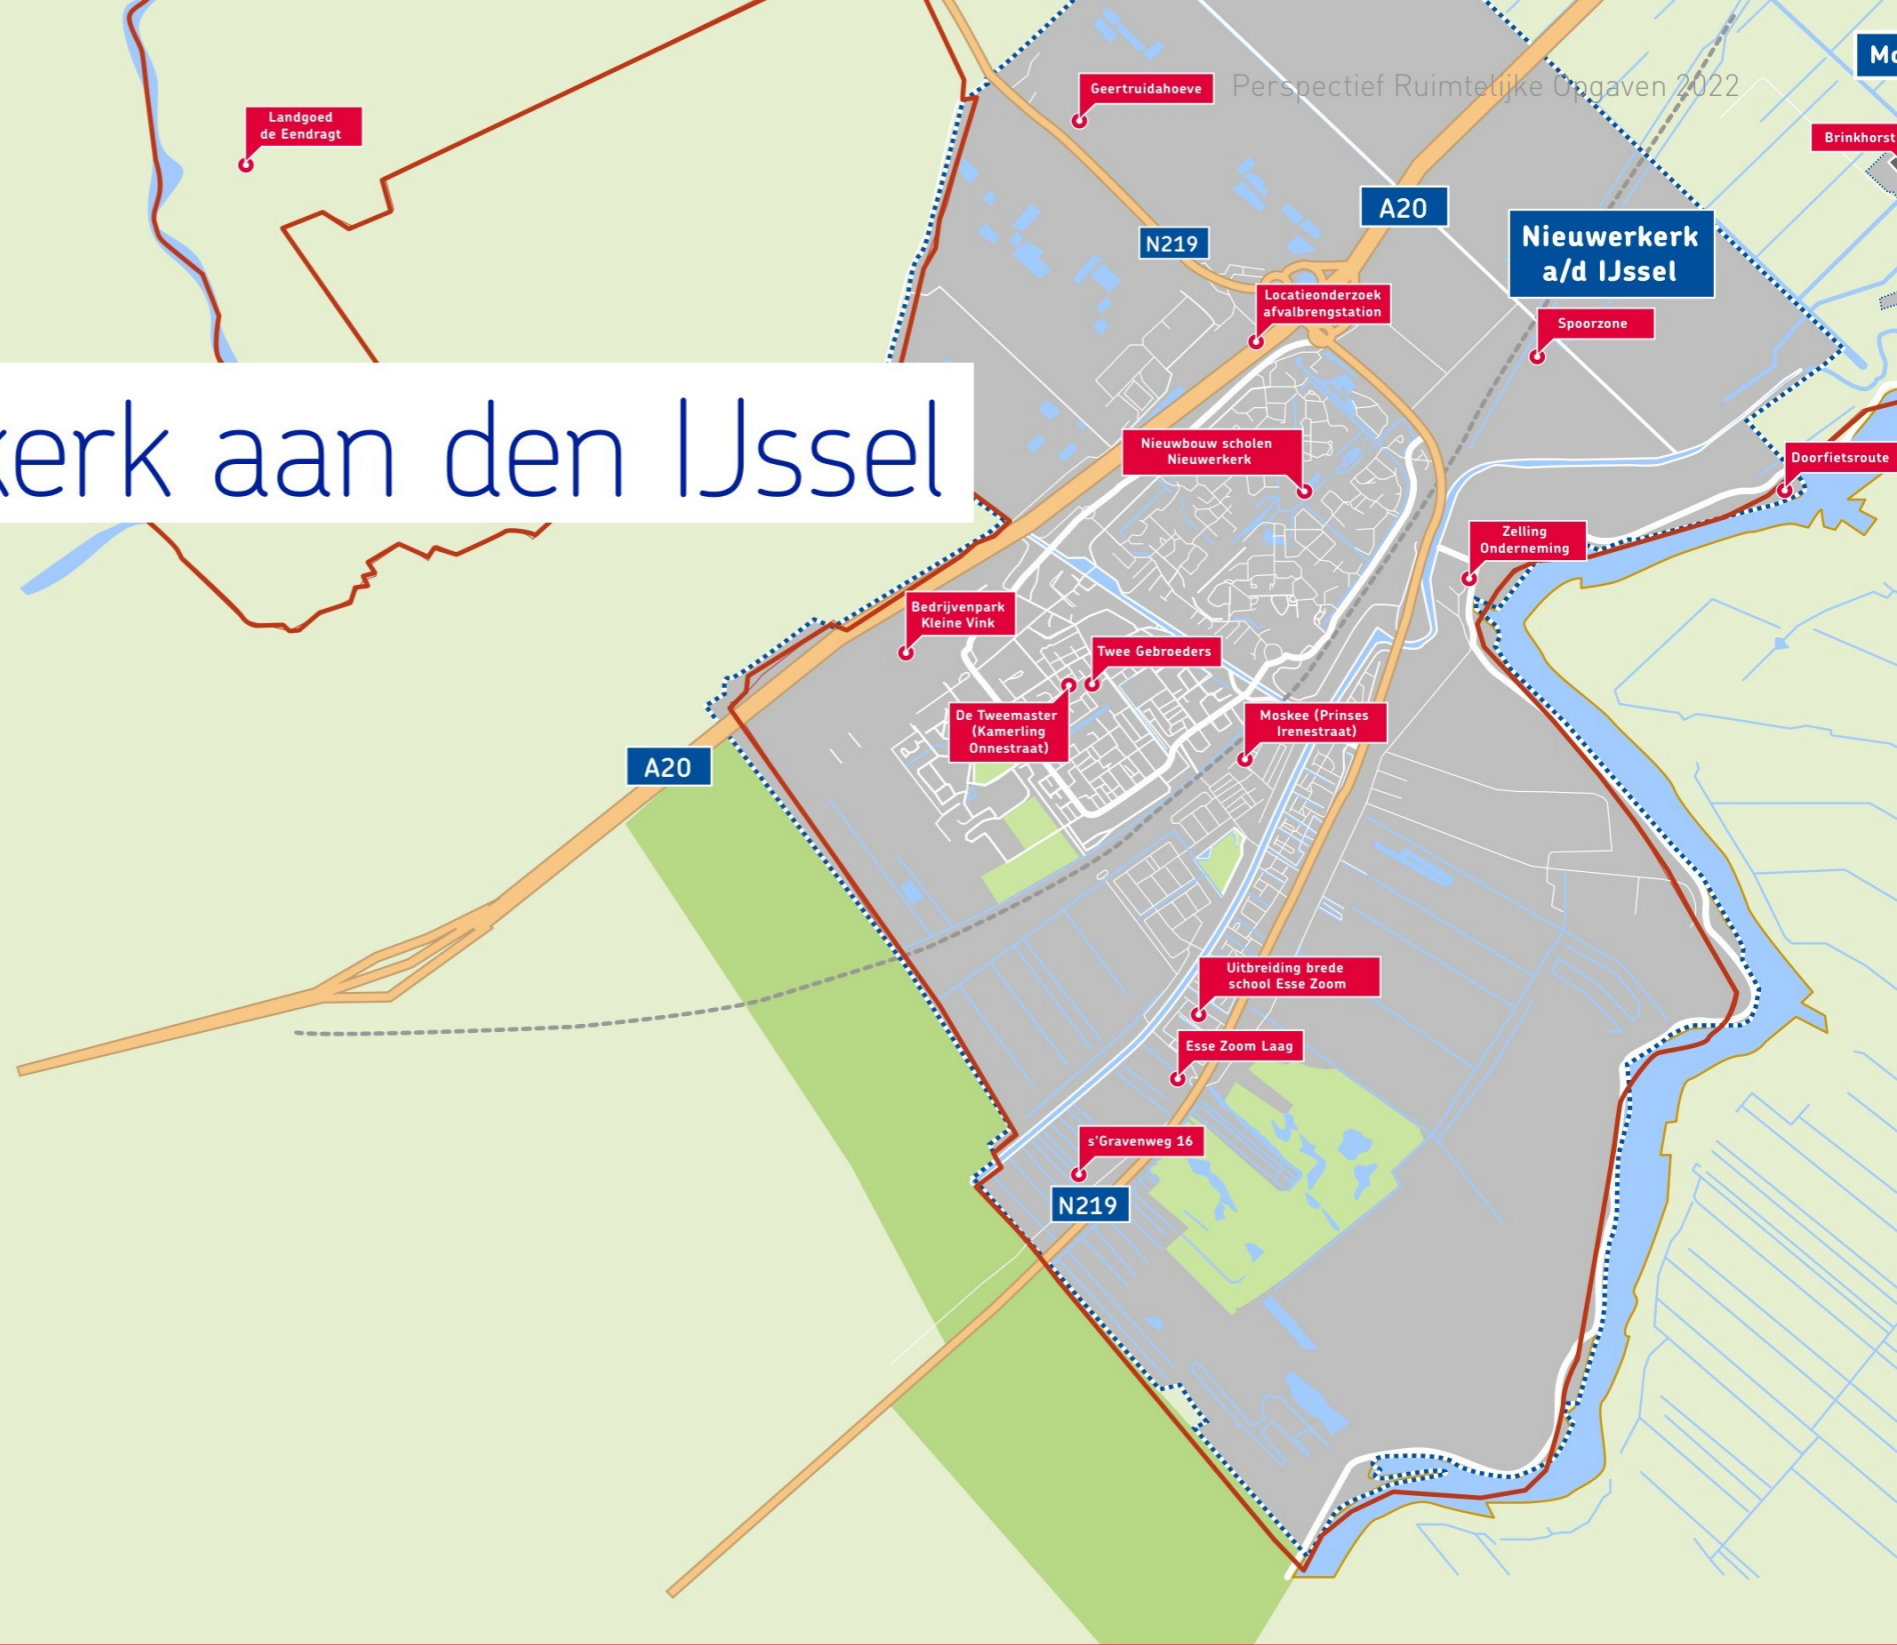 Mo
Geertruidahoeve
Perspectief Ruimtelijke Opgaven 2022
Landgoed
de Eendragt
Brinkhorst
A20
N219
Nieuwerkerk
a/d IJssel
Locatieonderzoek
afvalbrengstation
Spoorzone
kerk aan den IJssel
Nieuwbouw scholen
Nieuwerkerk
Doorfietsroute
Zelling
Onderneming
Bedrijvenpark
Kleine Vink
Twee Gebroeders
De Tweemaster
(Kamerling
Onnestraat)
Moskee (Prinses
Irenestraat)
A20
Uitbreiding brede
school Esse Zoom
Esse Zoom Laag
s'Gravenweg 16
N219